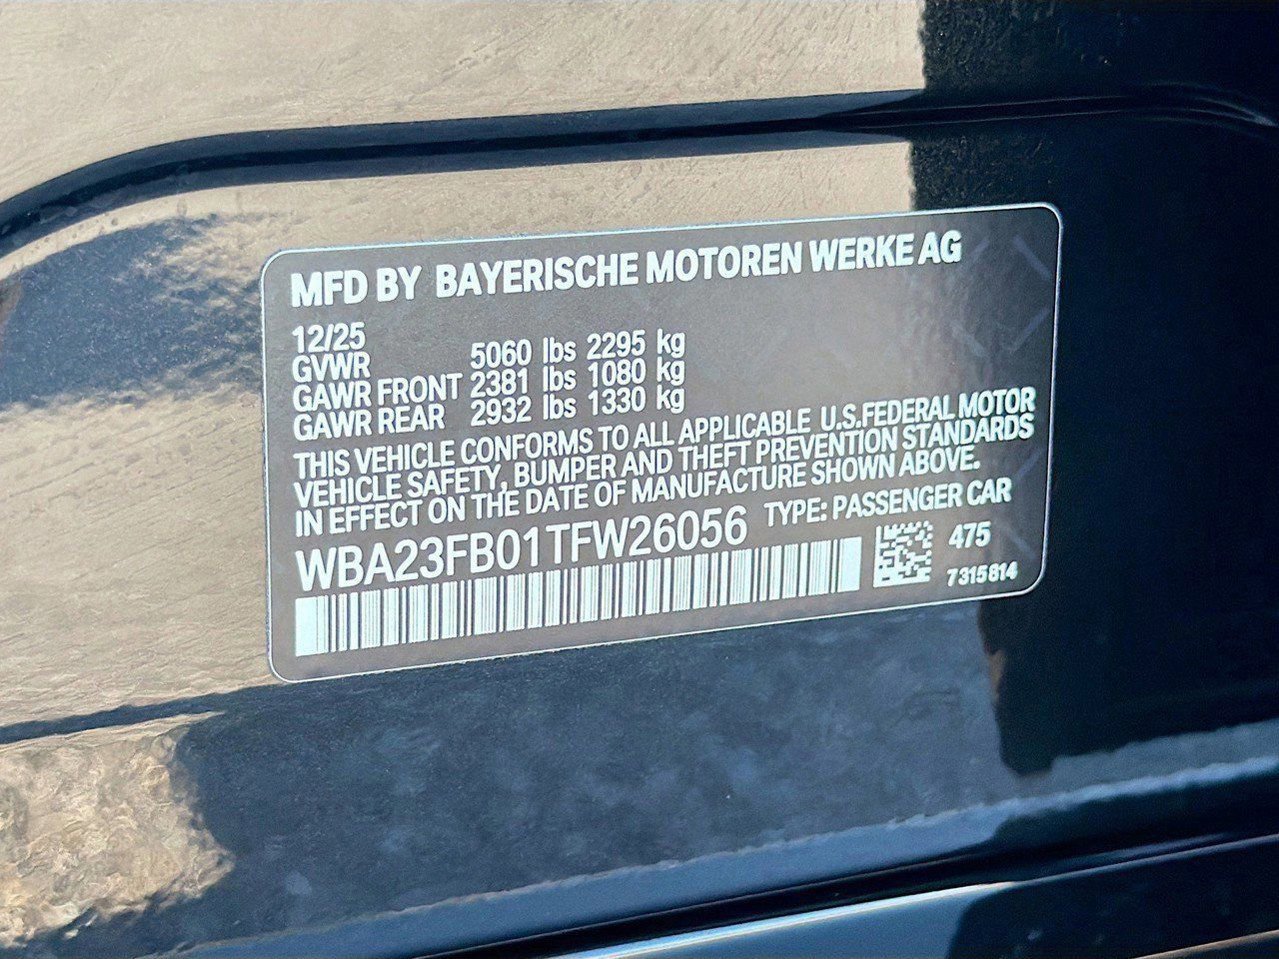 MFD BY BAYERISCHE MOTOREN WERKE AG
12/25
GVWR 5060 lbs 2295 kg
GAWR FRONT 2381 lbs 1080 kg
GAWR REAR 2932 lbs 1330 kg
THIS VEHICLE CONFORMS TO ALL APPLICABLE U.S.FEDERAL MOTOR
VEHICLE SAFETY, BUMPER AND THEFT PREVENTION STANDARDS
IN EFFECT ON THE DATE OF MANUFACTURE SHOWN ABOVE.
WBA23FB01TFW26056 TYPE: PASSENGER CAR
475
7315814